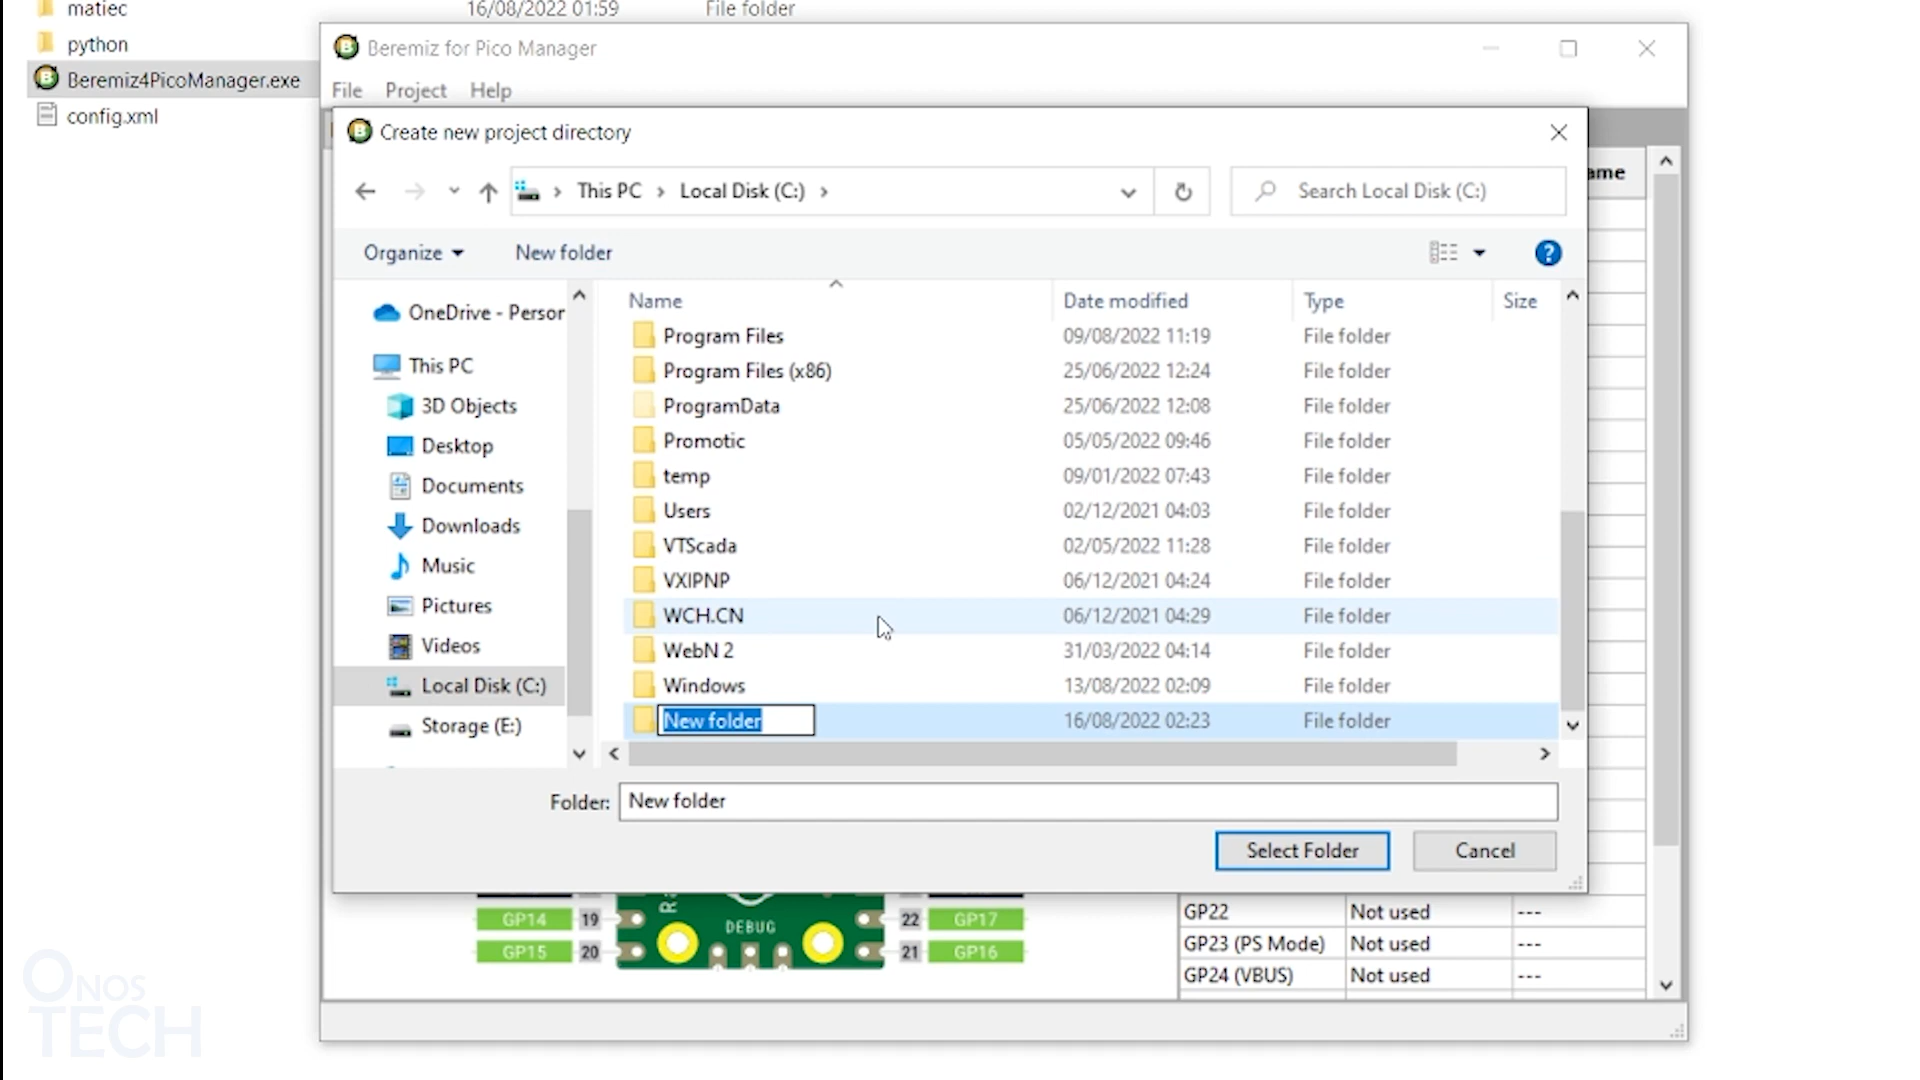 matiec 16/08/2022 01:59 File folder
python
Beremiz4PicoManager.exe
config.xml
Beremiz for Pico Manager
File Project Help
Create new project directory
This PC Local Disk (C:)
Search Local Disk (C:)
Organize New folder
OneDrive - Person
This PC
3D Objects
Desktop
Documents
Downloads
Music
Pictures
Videos
Local Disk (C:)
Storage (E:)
Name Date modified Type Size
Program Files 09/08/2022 11:19 File folder
Program Files (x86) 25/06/2022 12:24 File folder
ProgramData 25/06/2022 12:08 File folder
Promotic 05/05/2022 09:46 File folder
temp 09/01/2022 07:43 File folder
Users 02/12/2021 04:03 File folder
VTScada 02/05/2022 11:28 File folder
VXIPNP 06/12/2021 04:24 File folder
WCH.CN 06/12/2021 04:29 File folder
WebN 2 31/03/2022 04:14 File folder
Windows 13/08/2022 02:09 File folder
New folder 16/08/2022 02:23 File folder
Folder: New folder
Select Folder Cancel
ame
GP14 19 22 GP17
DEBUG
GP15 20 21 GP16
GP22 Not used ---
GP23 (PS Mode) Not used ---
GP24 (VBUS) Not used ---
ONOS
TECH